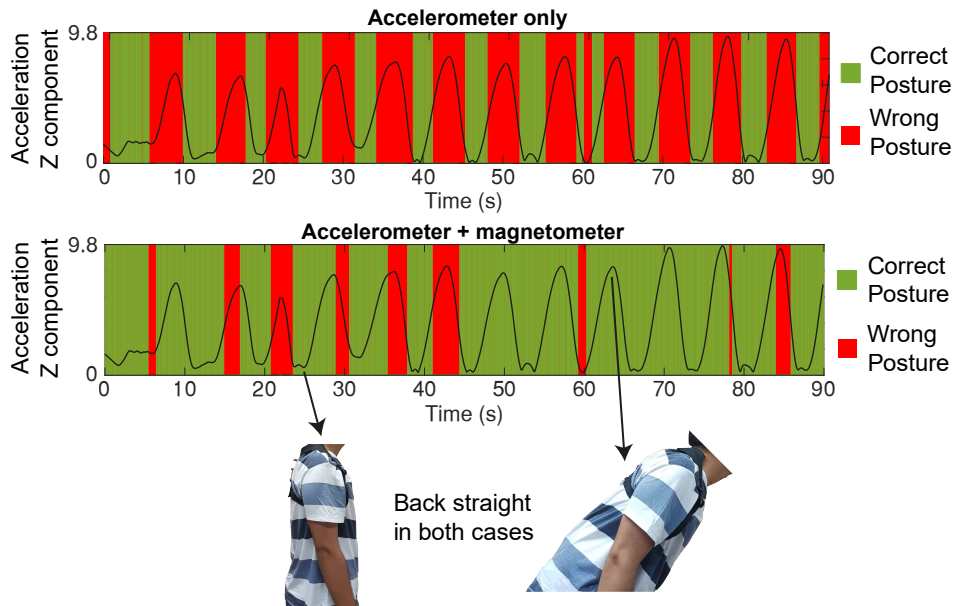 Accelerometer only
Acceleration
Z component
9.8
0
0 10 20 30 40 50 60 70 80 90
Time (s)
Correct
Posture
Wrong
Posture
Accelerometer + magnetometer
Acceleration
Z component
9.8
0
0 10 20 30 40 50 60 70 80 90
Time (s)
Correct
Posture
Wrong
Posture
Back straight
in both cases